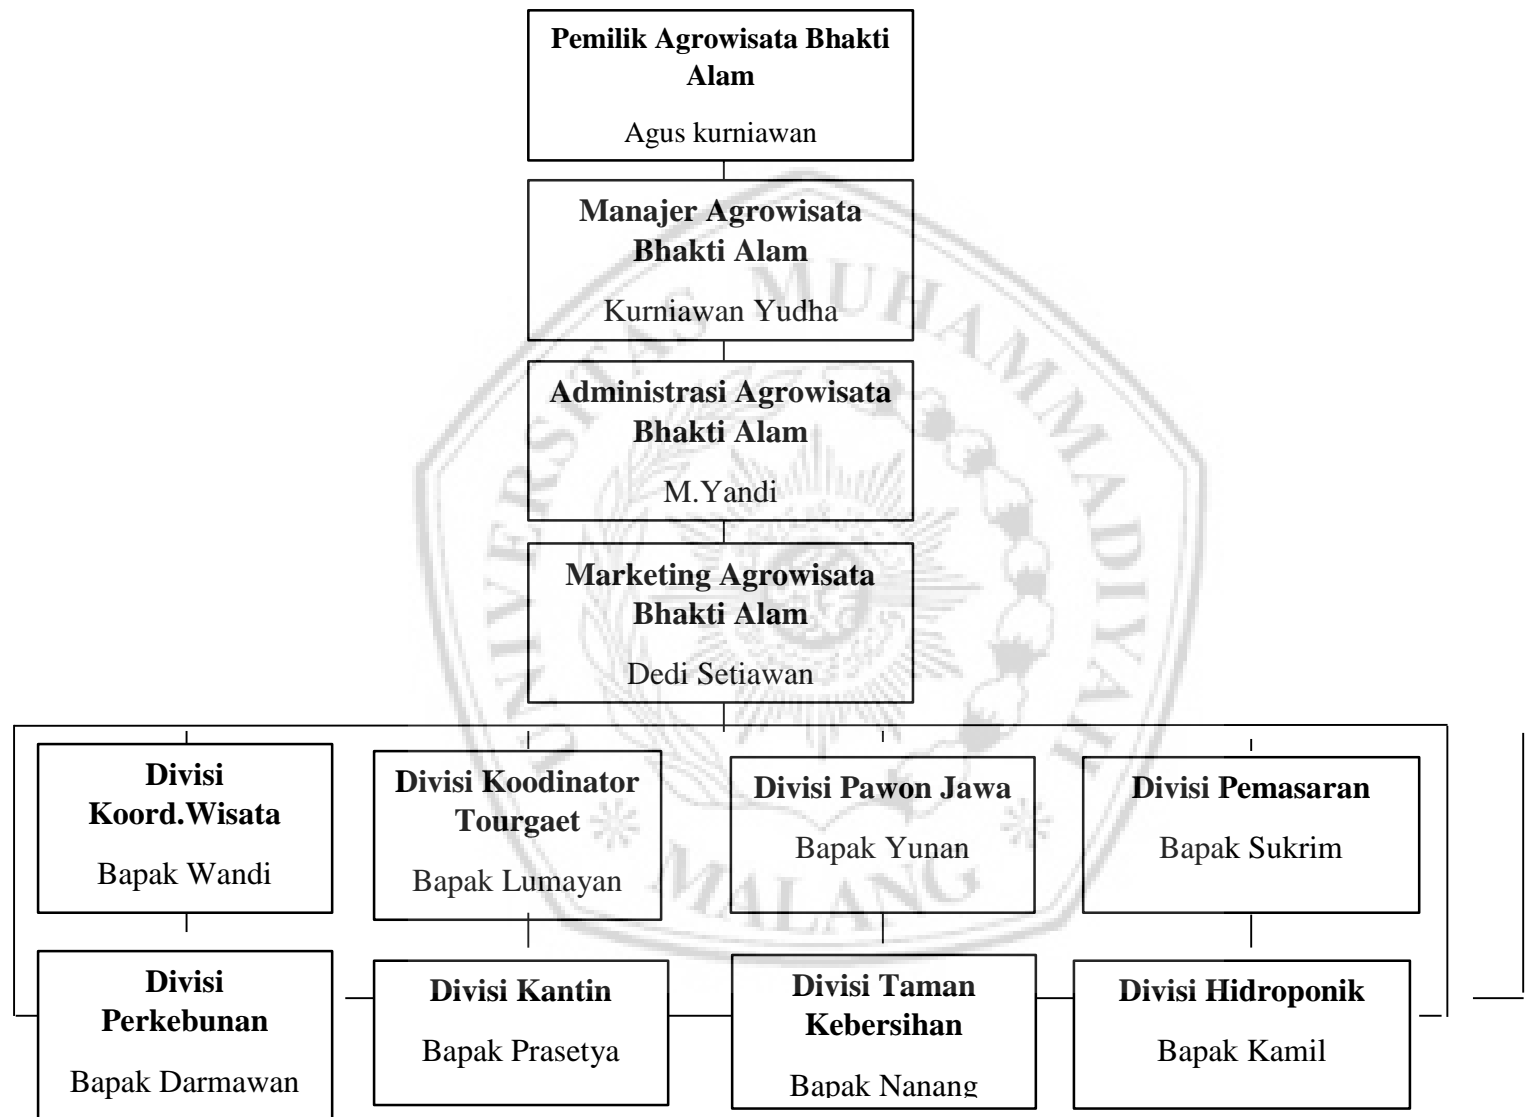 Pemilik Agrowisata Bhakti
Alam
Agus kurniawan
Manajer Agrowisata
Bhakti Alam
Kurniawan Yudha
Administrasi Agrowisata
Bhakti Alam
M.Yandi
Marketing Agrowisata
Bhakti Alam
Dedi Setiawan
Divisi
Koord.Wisata
Bapak Wandi
Divisi Koodinator
Tourgaet
Bapak Lumayan
Divisi Pawon Jawa
Bapak Yunan
Divisi Pemasaran
Bapak Sukrim
Divisi
Perkebunan
Bapak Darmawan
Divisi Kantin
Bapak Prasetya
Divisi Taman
Kebersihan
Bapak Nanang
Divisi Hidroponik
Bapak Kamil
UNIVERSITAS MUHAMMADIYAH
MALANG